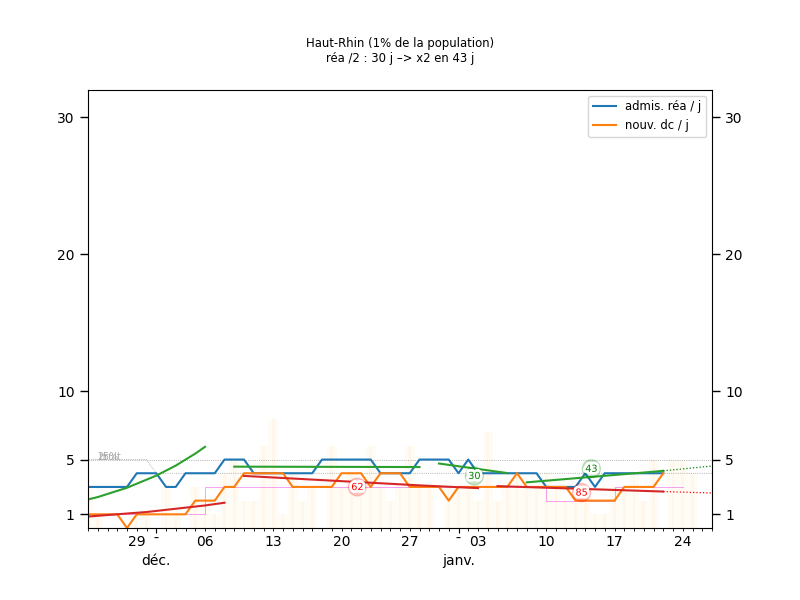 Haut-Rhin (1% de la population)
réa /2 : 30 j –> x2 en 43 j
admis. réa / j
nouv. dc / j
30
30
20
20
10
10
5
5
1
1
30
43
62
85
29 - 06 13 20 27 - 03 10 17 24
déc. janv.